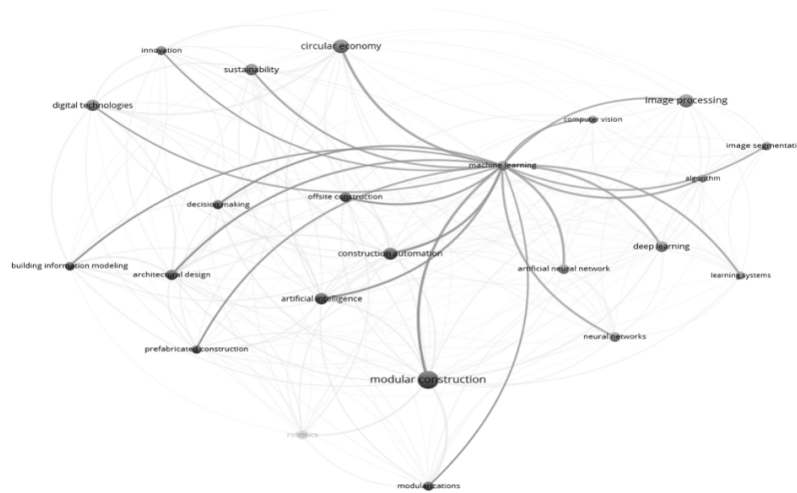 circular economy
innovation
sustainability
digital technologies
image processing
computer vision
image segmentati
machine learning
algorithm
decision making
offsite construction
construction automation
deep learning
building information modeling
architectural design
artificial neural network
learning systems
artificial intelligence
neural networks
prefabricated construction
modular construction
robotics
modularizations